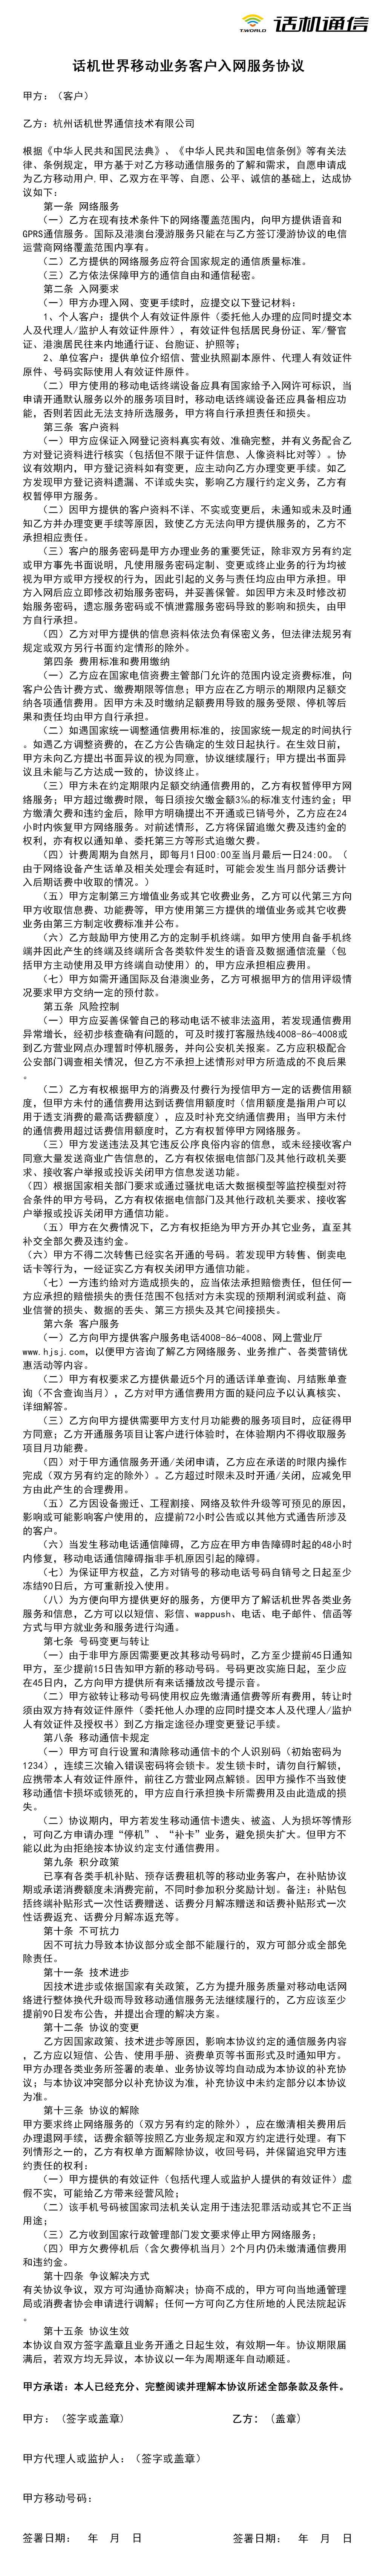 T.WORLD 话机通信
话机世界移动业务客户入网服务协议
甲方：（客户）
乙方：杭州话机世界通信技术有限公司
根据《中华人民共和国民法典》、《中华人民共和国电信条例》等有关法
律、条例规定，甲方基于对乙方移动通信服务的了解和需求，自愿申请成
为乙方移动用户.甲、乙双方在平等、自愿、公平、诚信的基础上，达成协
议如下：
第一条 网络服务
（一）乙方在现有技术条件下的网络覆盖范围内，向甲方提供语音和
GPRS通信服务。国际及港澳台漫游服务只能在与乙方签订漫游协议的电信
运营商网络覆盖范围内享有。
（二）乙方提供的网络服务应符合国家规定的通信质量标准。
（三）乙方依法保障甲方的通信自由和通信秘密。
第二条 入网要求
（一）甲方办理入网、变更手续时，应提交以下登记材料：
1、个人客户：提供个人有效证件原件（委托他人办理的应同时提交本
人及代理人/监护人有效证件原件），有效证件包括居民身份证、军/警官
证、港澳居民往来内地通行证、台胞证、护照等；
2、单位客户：提供单位介绍信、营业执照副本原件、代理人有效证件
原件、号码实际使用人有效证件原件。
（二）甲方使用的移动电话终端设备应具有国家给予入网许可标识，当
申请开通默认服务以外的服务项目时，移动电话终端设备还应具备相应功
能，否则若因此无法支持所选服务，甲方将自行承担责任和损失。
第三条 客户资料
（一）甲方应保证入网登记资料真实有效、准确完整，并有义务配合乙
方对登记资料进行核实（包括但不限于证件信息、人像资料比对等）。协
议有效期内，甲方登记资料如有变更，应主动向乙方办理变更手续。如乙
方发现甲方登记资料遗漏、不详或失实，影响乙方履行约定义务，乙方有
权暂停甲方服务。
（二）因甲方提供的客户资料不详、不实或变更后，未通知或未及时通
知乙方并办理变更手续等原因，致使乙方无法向甲方提供服务的，乙方不
承担相应责任。
（三）客户的服务密码是甲方办理业务的重要凭证，除非双方另有约定
或甲方事先书面说明，凡使用服务密码定制、变更或终止业务的行为均被
视为甲方或甲方授权的行为，因此引起的义务与责任均应由甲方承担。甲
方入网后应立即修改初始服务密码，并妥善保管。如因甲方未及时修改初
始服务密码，遗忘服务密码或不慎泄露服务密码导致的影响和损失，由甲
方自行承担。
（四）乙方对甲方提供的信息资料依法负有保密义务，但法律法规另有
规定或双方另行书面约定情形的除外。
第四条 费用标准和费用缴纳
（一）乙方应在国家电信资费主管部门允许的范围内设定资费标准，向
客户公告计费方式、缴费期限等信息；甲方应在乙方明示的期限内足额交
纳各项通信费用。因甲方未及时缴纳足额费用导致的服务受限、停机等后
果和责任均由甲方自行承担。
（二）如遇国家统一调整通信费用标准的，按国家统一规定的时间执行
。如遇乙方调整资费的，在乙方公告确定的生效日起执行。在生效日前，
甲方未向乙方提出书面异议的视为同意，协议继续履行；甲方提出书面异
议且未能与乙方达成一致的，协议终止。
（三）甲方未在约定期限内足额交纳通信费用的，乙方有权暂停甲方网
络服务；甲方超过缴费时限，每日须按欠缴金额3‰的标准支付违约金；甲
方缴清欠费和违约金后，除甲方明确提出不开通或已销号外，乙方应在24
小时内恢复甲方网络服务。对前述情形，乙方将保留追缴欠费及违约金的
权利，亦有权以通知单、委托第三方等形式追缴欠费。
（四）计费周期为自然月，即每月1日00:00至当月最后一日24:00。（
由于网络设备产生话单及相关处理会有延时，可能会发生当月部分话费计
入后期话费中收取的情况。）
（五）甲方定制第三方增值业务或其它收费业务，乙方可以代第三方向
甲方收取信息费、功能费等，甲方使用第三方提供的增值业务或其它收费
业务由第三方制定收费标准并公布。
（六）乙方鼓励甲方使用乙方的定制手机终端。如甲方使用自备手机终
端并因此产生的终端及终端所含各类软件发生的语音及数据通信流量（包
括甲方主动使用及甲方终端自动使用）的，甲方应承担相应费用。
（七）甲方如需开通国际及台港澳业务，乙方可根据甲方的信用评级情
况要求甲方交纳一定的预付款。
第五条 风险控制
（一）甲方应妥善保管自己的移动电话不被非法盗用，若发现通信费用
异常增长，经初步核查确有问题的，可及时拨打客服热线4008-86-4008或
到乙方营业网点办理暂时停机服务，并向公安机关报案。乙方应积极配合
公安部门调查相关情况，但乙方不承担上述情形对甲方所造成的不良后果
。
（二）乙方有权根据甲方的消费及付费行为授信甲方一定的话费信用额
度，但甲方未付的通信费用达到话费信用额度时（信用额度是指用户可以
用于透支消费的最高话费额度），应及时补充交纳通信费用；当甲方未付
的通信费用超过话费信用额度时，乙方有权暂停甲方网络服务。
（三）甲方发送违法及其它违反公序良俗内容的信息，或未经接收客户
同意大量发送商业广告信息的，乙方有权依据电信部门及其他行政机关要
求、接收客户举报或投诉关闭甲方信息发送功能。
（四）根据国家相关部门要求或通过骚扰电话大数据模型等监控模型对符
合条件的甲方号码，乙方有权依据电信部门及其他行政机关要求、接收客
户举报或投诉关闭甲方通信功能。
（五）甲方在欠费情况下，乙方有权拒绝为甲方开办其它业务，直至其
补交全部欠费及违约金。
（六）甲方不得二次转售已经实名开通的号码。若发现甲方转售、倒卖电
话卡等行为，一经证实乙方有权关闭甲方通信功能。
（七）一方违约给对方造成损失的，应当依法承担赔偿责任，但任何一
方应承担的赔偿损失的责任范围不包括对方未实现的预期利润或利益、商
业信誉的损失、数据的丢失、第三方损失及其它间接损失。
第六条 客户服务
（一）乙方向甲方提供客户服务电话4008-86-4008、网上营业厅
www.hjsj.com，以便甲方咨询了解乙方网络服务、业务推广、各类营销优
惠活动等内容。
（二）甲方有权要求乙方提供最近5个月的通话详单查询、月结账单查
询（不含查询当月），乙方对甲方通信费用方面的疑问应予以认真核实、
详细解答。
（三）乙方向甲方提供需要甲方支付月功能费的服务项目时，应征得甲
方同意；乙方开通服务项目让客户进行体验时，在体验期内不得收取服务
项目月功能费。
（四）对于甲方通信服务开通/关闭申请，乙方应在承诺的时限内操作
完成（双方另有约定的除外）。乙方超过时限未及时开通/关闭，应减免甲
方由此产生的合理费用。
（五）乙方因设备搬迁、工程割接、网络及软件升级等可预见的原因，
影响或可能影响客户使用的，应提前72小时公告或以其他方式通告所涉及
的客户。
（六）当发生移动电话通信障碍，乙方应在甲方申告障碍时起的48小时
内修复，移动电话通信障碍指非手机原因引起的障碍。
（七）为保证甲方权益，乙方对销号的移动电话号码自销号之日起至少
冻结90日后，方可重新投入使用。
（八）为方便向甲方提供更好的服务，方便甲方了解话机世界各类业务
服务和信息，乙方可以以短信、彩信、wappush、电话、电子邮件、信函等
方式与甲方就业务和服务进行沟通。
第七条 号码变更与转让
（一）由于非甲方原因需要更改其移动号码时，乙方至少提前45日通知
甲方，至少提前15日告知甲方新的移动号码。号码更改实施日起，至少应
在45日内，乙方向甲方提供所有来话播放改号提示音。
（二）甲方欲转让移动号码使用权应先缴清通信费等所有费用，转让时
须由双方持有效证件原件（委托他人办理的应同时提交本人及代理人/监护
人有效证件及授权书）到乙方指定途径办理变更登记手续。
第八条 移动通信卡规定
（一）甲方可自行设置和清除移动通信卡的个人识别码（初始密码为
1234），连续三次输入错误密码将会锁卡。发生锁卡时，请勿自行解锁，
应携带本人有效证件原件，前往乙方营业网点解锁。因甲方操作不当致使
移动通信卡损坏或锁死的，甲方应自行承担换卡所需费用及由此造成的损
失。
（二）协议期内，甲方若发生移动通信卡遗失、被盗、人为损坏等情形
，可向乙方申请办理“停机”、“补卡”业务，避免损失扩大。但甲方不
能以此为由拒绝按本协议约定支付通信费用。
第九条 积分政策
已享有各类手机补贴、预存话费租机等的移动业务客户，在补贴协议
期或承诺消费额度未消费完前，不同时参加积分奖励计划。备注：补贴包
括终端补贴形式一次性话费赠送、话费分月解冻赠送和话费补贴形式一次
性话费返充、话费分月解冻返充等。
第十条 不可抗力
因不可抗力导致本协议部分或全部不能履行的，双方可部分或全部免
除责任。
第十一条 技术进步
因技术进步或依据国家有关政策，乙方为提升服务质量对移动电话网
络进行整体换代升级而导致移动通信服务无法继续履行的，乙方应该至少
提前90日发布公告，并提出合理的解决方案。
第十二条 协议的变更
乙方因国家政策、技术进步等原因，影响本协议约定的通信服务内容
，乙方应以短信、公告、使用手册、资费单页等书面形式及时通知甲方。
甲方办理各类业务所签署的表单、业务协议等均自动成为本协议的补充协
议；与本协议冲突部分以补充协议为准，补充协议中未约定部分以本协议
为准。
第十三条 协议的解除
甲方要求终止网络服务的（双方另有约定的除外），应在缴清相关费用后
办理退网手续，话费余额等按照乙方业务规定和双方约定进行处理。有下
列情形之一的，乙方有权单方面解除协议，收回号码，并保留追究甲方违
约责任的权利：
（一）甲方提供的有效证件（包括代理人或监护人提供的有效证件）虚
假不实，可能给乙方带来经营风险；
（二）该手机号码被国家司法机关认定用于违法犯罪活动或其它不正当
用途；
（三）乙方收到国家行政管理部门发文要求停止甲方网络服务；
（四）甲方欠费停机后（含欠费停机当月）2个月内仍未缴清通信费用
和违约金。
第十四条 争议解决方式
有关协议争议，双方可沟通协商解决；协商不成的，甲方可向当地通管理
局或消费者协会申请进行调解；任何一方可向乙方住所地的人民法院起诉
。
第十五条 协议生效
本协议自双方签字盖章且业务开通之日起生效，有效期一年。协议期限届
满后，若双方均无异议，本协议以一年为周期逐年自动顺延。
甲方承诺：本人已经充分、完整阅读并理解本协议所述全部条款及条件。
甲方：（签字或盖章） 乙方：（盖章）
甲方代理人或监护人：（签字或盖章）
甲方移动号码：
签署日期： 年 月 日 签署日期： 年 月 日